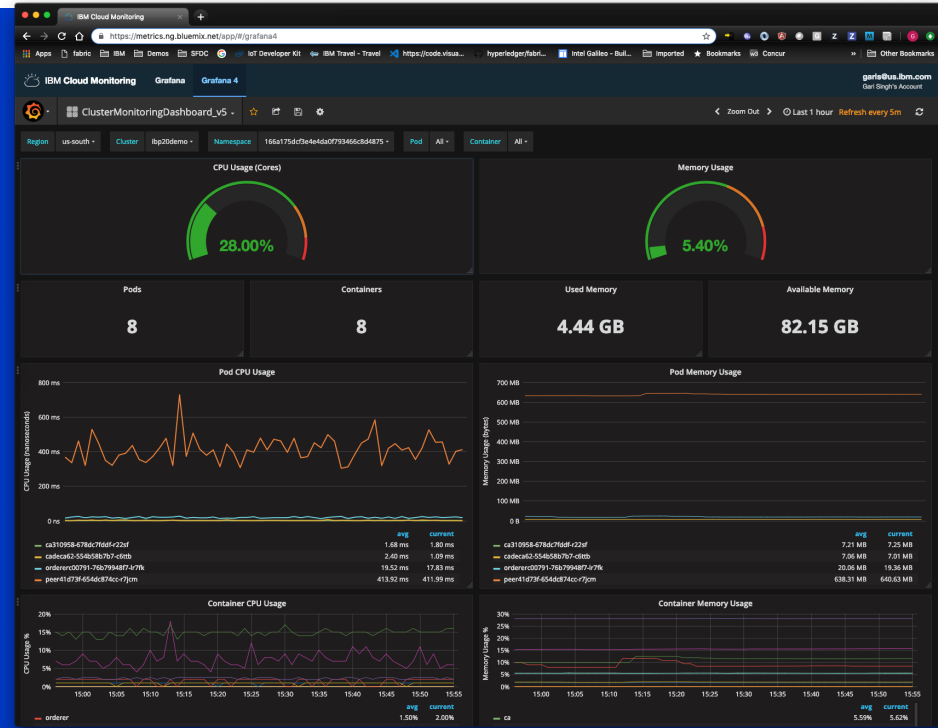 IBM Cloud Monitoring
https://metrics.ng.bluemix.net/app/#/grafana4
Apps fabric IBM Demos SFDC IoT Developer Kit IBM Travel - Travel https://code.visua... hyperledger/fabri... Intel Galileo - Buil... Imported Bookmarks Concur » Other Bookmarks
IBM Cloud Monitoring Grafana Grafana 4
garis@us.ibm.com
Gari Singh's Account
ClusterMonitoringDashboard_v5
Zoom Out Last 1 hour Refresh every 5m
Region us-south Cluster ibp20demo Namespace 166a175dcf3e4e4da0f793466c8d4875 Pod All Container All
CPU Usage (Cores)
28.00%
Memory Usage
5.40%
Pods
8
Containers
8
Used Memory
4.44 GB
Available Memory
82.15 GB
Pod CPU Usage
CPU Usage (nanoseconds)
800 ms
600 ms
400 ms
200 ms
0 ns
avg current
ca310958-678dc7fddf-r22sf 1.68 ms 1.80 ms
cadeca62-554b58b7b7-c6ttb 2.40 ms 1.09 ms
ordererc00791-76b79948f7-lr7fk 19.52 ms 17.83 ms
peer41d73f-654dc874cc-r7jcm 413.92 ms 411.99 ms
Pod Memory Usage
Memory Usage (bytes)
700 MB
600 MB
500 MB
400 MB
300 MB
200 MB
100 MB
0 B
avg current
ca310958-678dc7fddf-r22sf 7.21 MB 7.25 MB
cadeca62-554b58b7b7-c6ttb 7.06 MB 7.01 MB
ordererc00791-76b79948f7-lr7fk 20.06 MB 19.36 MB
peer41d73f-654dc874cc-r7jcm 638.31 MB 640.63 MB
Container CPU Usage
CPU Usage %
20%
15%
10%
5%
0%
15:00 15:05 15:10 15:15 15:20 15:25 15:30 15:35 15:40 15:45 15:50 15:55
avg current
orderer 1.50% 2.00%
Container Memory Usage
Memory Usage %
30%
25%
20%
15%
10%
5%
0%
15:00 15:05 15:10 15:15 15:20 15:25 15:30 15:35 15:40 15:45 15:50 15:55
avg current
ca 5.59% 5.62%